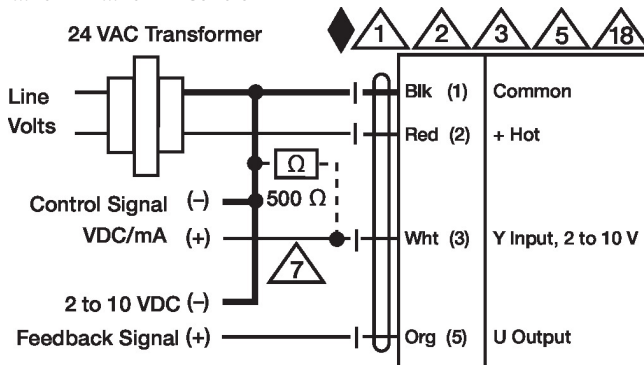 24 VAC Transformer
1 2 3 5 18
Line
Volts
Blk (1) Common
Red (2) + Hot
Ω
500 Ω
Control Signal (-)
VDC/mA (+)
Wht (3) Y Input, 2 to 10 V
7
2 to 10 VDC (-)
Feedback Signal (+)
Org (5) U Output